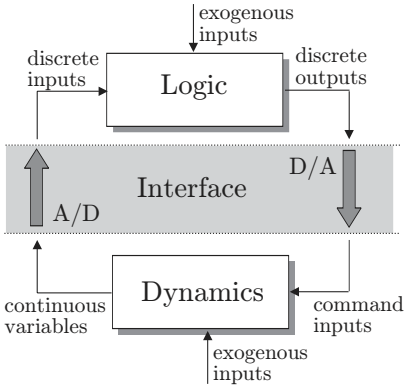 exogenous
inputs
discrete
inputs
Logic
discrete
outputs
D/A
Interface
A/D
Dynamics
continuous
variables
command
inputs
exogenous
inputs